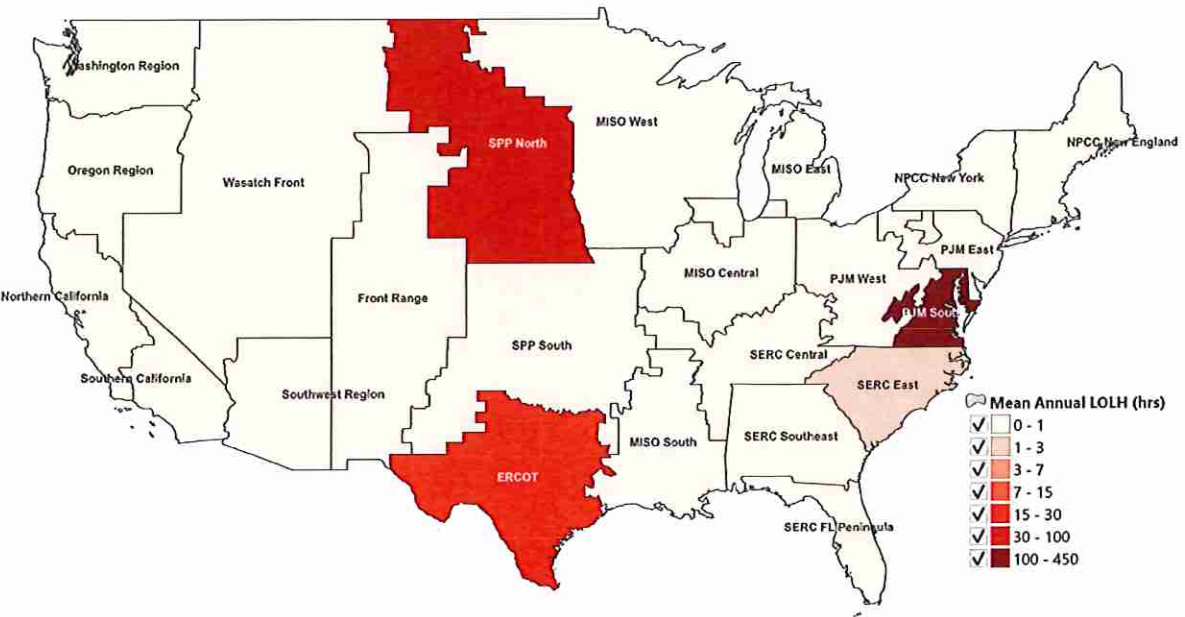 Washington Region
Oregon Region
Wasatch Front
SPP North
MISO West
MISO East
NPCC New York
NPCC New England
Northern California
Front Range
MISO Central
PJM West
PJM East
PJM South
Southern California
Southwest Region
SPP South
SERC Central
SERC East
ERCOT
MISO South
SERC Southeast
SERC FL Peninsula
Mean Annual LOLH (hrs)
0 - 1
1 - 3
3 - 7
7 - 15
15 - 30
30 - 100
100 - 450